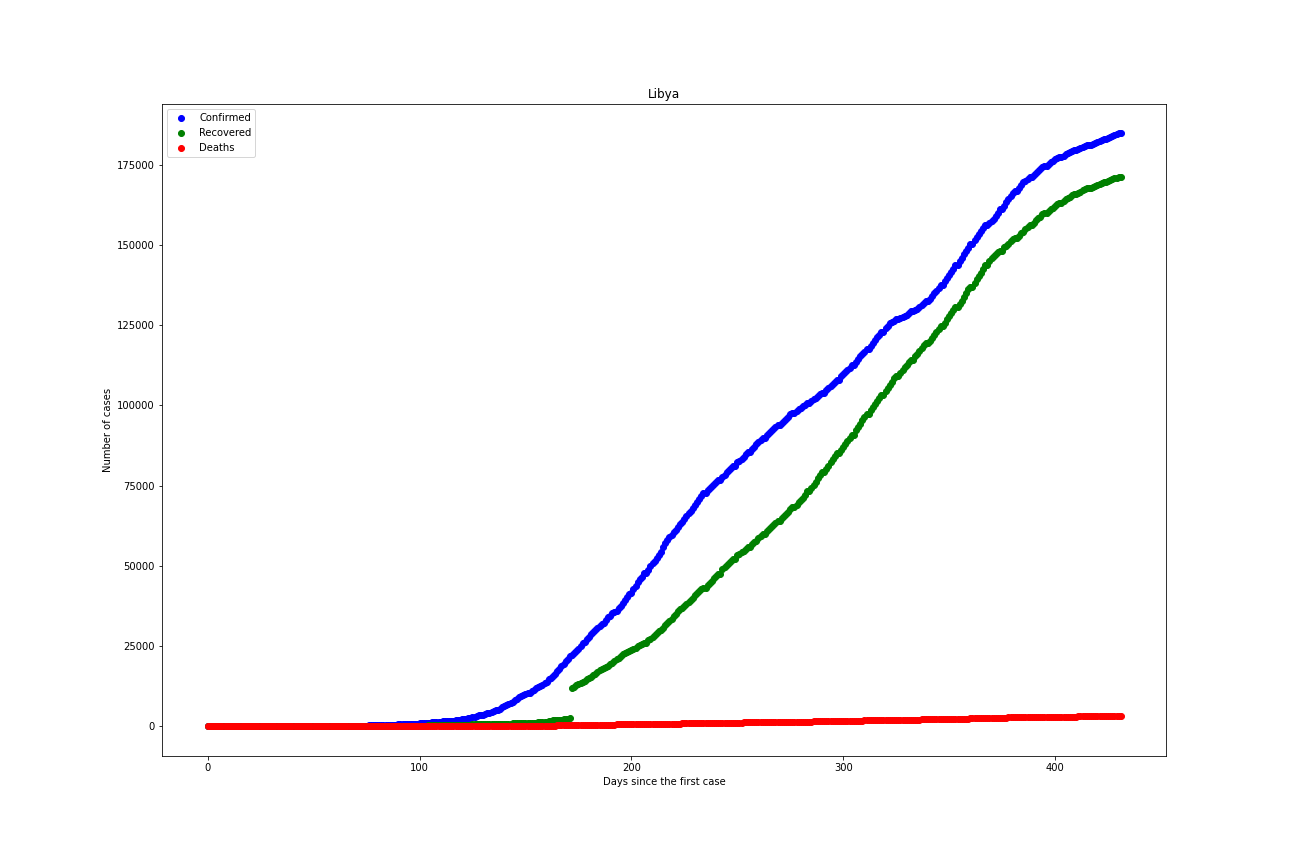 Libya
Confirmed
Recovered
Deaths
175000
150000
125000
100000
75000
50000
25000
0
Number of cases
0 100 200 300 400
Days since the first case